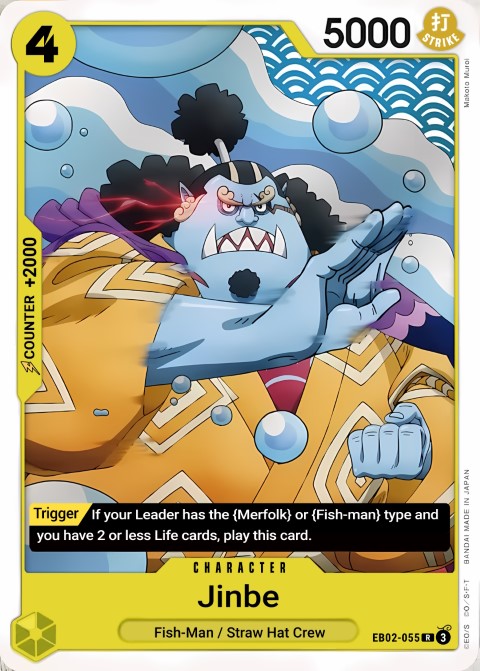 4
5000
打
STRIKE
Makoto Muroi
COUNTER +2000
Trigger If your Leader has the {Merfolk} or {Fish-man} type and
you have 2 or less Life cards, play this card.
CHARACTER
Jinbe
Fish-Man / Straw Hat Crew
EB02-055 R 3
BANDAI MADE IN JAPAN
©E.O/S ©O/S·F·T